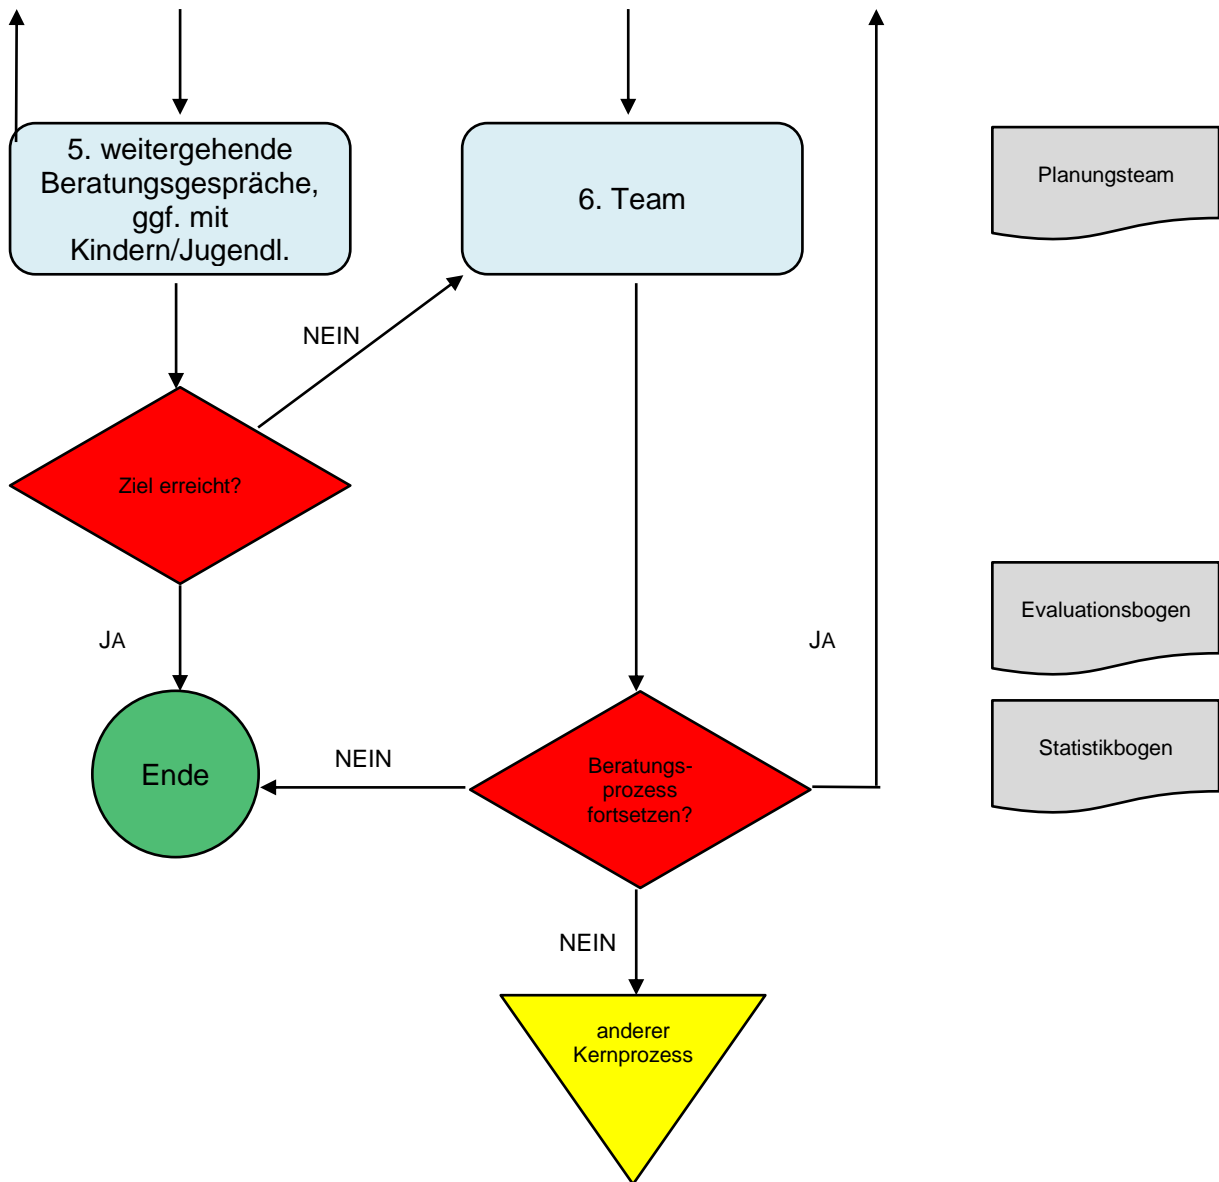 5. weitergehende
Beratungsgespräche,
ggf. mit
Kindern/Jugendl.
6. Team
Planungsteam
NEIN
Ziel erreicht?
JA
JA
Evaluationsbogen
Ende
NEIN
Beratungs-
prozess
fortsetzen?
Statistikbogen
NEIN
anderer
Kernprozess